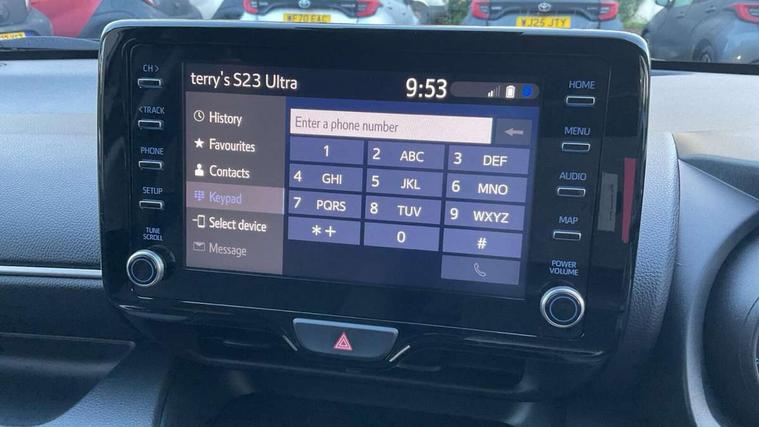 WF70 EAC
WJ25 JTY
CH >
< TRACK
PHONE
SETUP
TUNE
SCROLL
terry's S23 Ultra
9:53
History
Favourites
Contacts
Keypad
Select device
Message
Enter a phone number
1
2 ABC
3 DEF
4 GHI
5 JKL
6 MNO
7 PQRS
8 TUV
9 WXYZ
*+
0
#
HOME
MENU
AUDIO
MAP
POWER
VOLUME